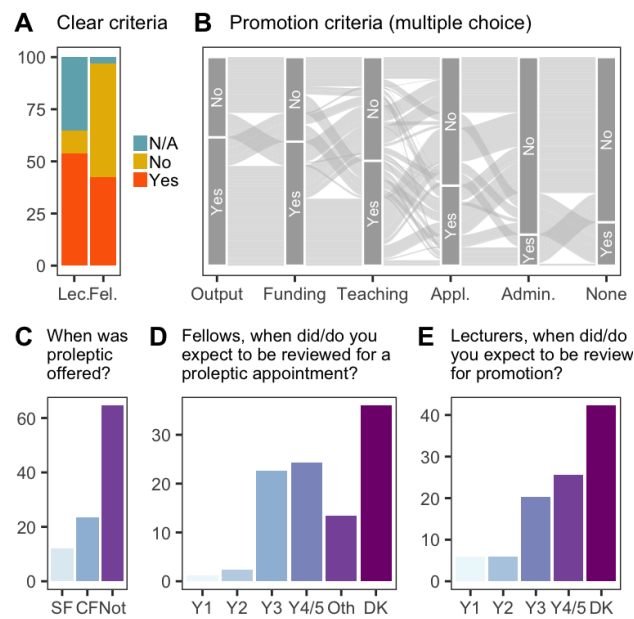 A Clear criteria
B Promotion criteria (multiple choice)
100
75
50
25
0
N/A
No
Yes
Lec. Fel.
No No No No No No
Yes Yes Yes Yes Yes Yes
Output Funding Teaching Appl. Admin. None
C When was
proleptic
offered?
60
40
20
0
SF CF Not
D Fellows, when did/do you
expect to be reviewed for a
proleptic appointment?
30
20
10
0
Y1 Y2 Y3 Y4/5 Oth DK
E Lecturers, when did/do
you expect to be review
for promotion?
40
30
20
10
0
Y1 Y2 Y3 Y4/5 DK